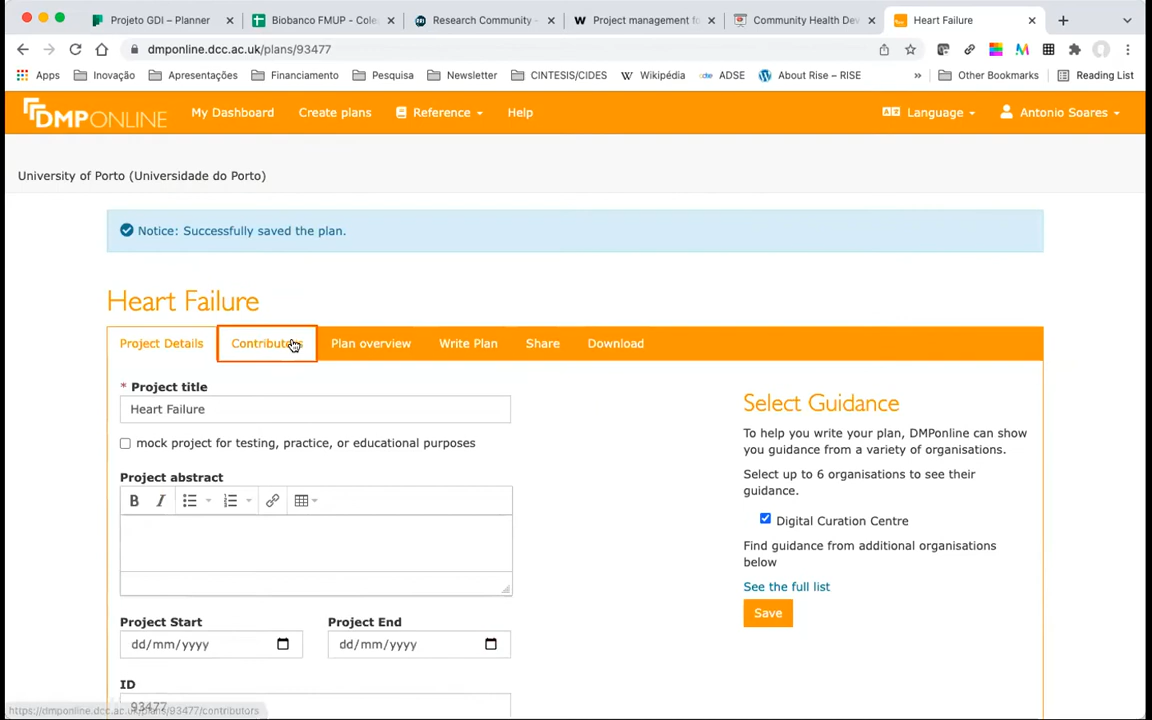 Projeto GDI – Planner
Biobanco FMUP - Cole
Research Community -
Project management fo
Community Health Dev
Heart Failure
dmponline.dcc.ac.uk/plans/93477
Apps
Inovação
Apresentações
Financiamento
Pesquisa
Newsletter
CINTESIS/CIDES
Wikipédia
ADSE
About Rise – RISE
»
Other Bookmarks
Reading List
DMPONLINE
My Dashboard
Create plans
Reference
Help
Language
Antonio Soares
University of Porto (Universidade do Porto)
Notice: Successfully saved the plan.
Heart Failure
Project Details
Contributors
Plan overview
Write Plan
Share
Download
* Project title
Heart Failure
mock project for testing, practice, or educational purposes
Project abstract
B I
Project Start
Project End
dd/mm/yyyy
dd/mm/yyyy
ID
93477
Select Guidance
To help you write your plan, DMPonline can show
you guidance from a variety of organisations.
Select up to 6 organisations to see their
guidance.
Digital Curation Centre
Find guidance from additional organisations
below
See the full list
Save
https://dmponline.dcc.ac.uk/plans/93477/contributors